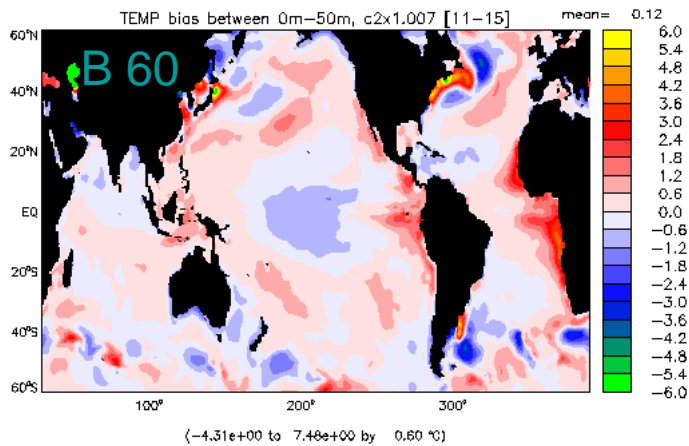 TEMP bias between 0m−50m, c2x1.007 [11−15] mean= 0.12
B 60
60°N
40°N
20°N
EQ
20°S
40°S
60°S
100° 200° 300°
(−4.31e+00 to 7.48e+00 by 0.60 °C)
6.0
5.4
4.8
4.2
3.6
3.0
2.4
1.8
1.2
0.6
0.0
−0.6
−1.2
−1.8
−2.4
−3.0
−3.6
−4.2
−4.8
−5.4
−6.0